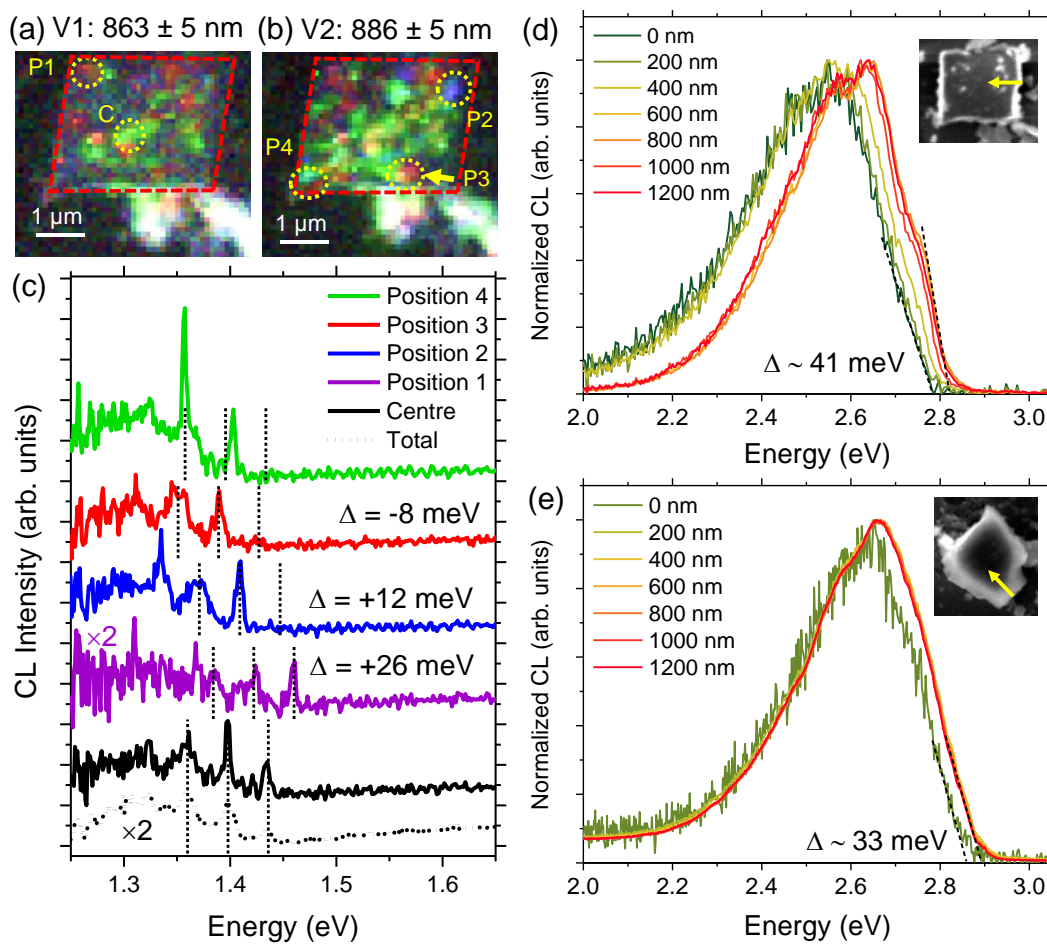 (a) V1: 863 ± 5 nm
P1
C
1 µm
(b) V2: 886 ± 5 nm
P2
P4
P3
1 µm
(c)
Position 4
Position 3
Position 2
Position 1
Centre
Total
Δ = -8 meV
Δ = +12 meV
Δ = +26 meV
×2
×2
CL Intensity (arb. units)
1.3 1.4 1.5 1.6
Energy (eV)
(d)
0 nm
200 nm
400 nm
600 nm
800 nm
1000 nm
1200 nm
Δ ~ 41 meV
Normalized CL (arb. units)
2.0 2.2 2.4 2.6 2.8 3.0
Energy (eV)
(e)
0 nm
200 nm
400 nm
600 nm
800 nm
1000 nm
1200 nm
Δ ~ 33 meV
Normalized CL (arb. units)
2.0 2.2 2.4 2.6 2.8 3.0
Energy (eV)